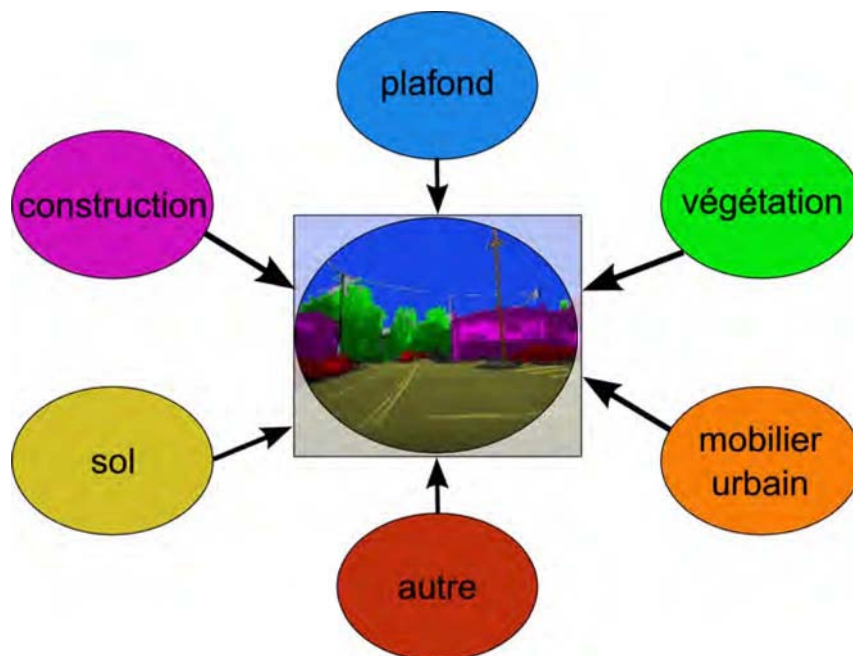 plafond
construction
végétation
sol
mobilier
urbain
autre